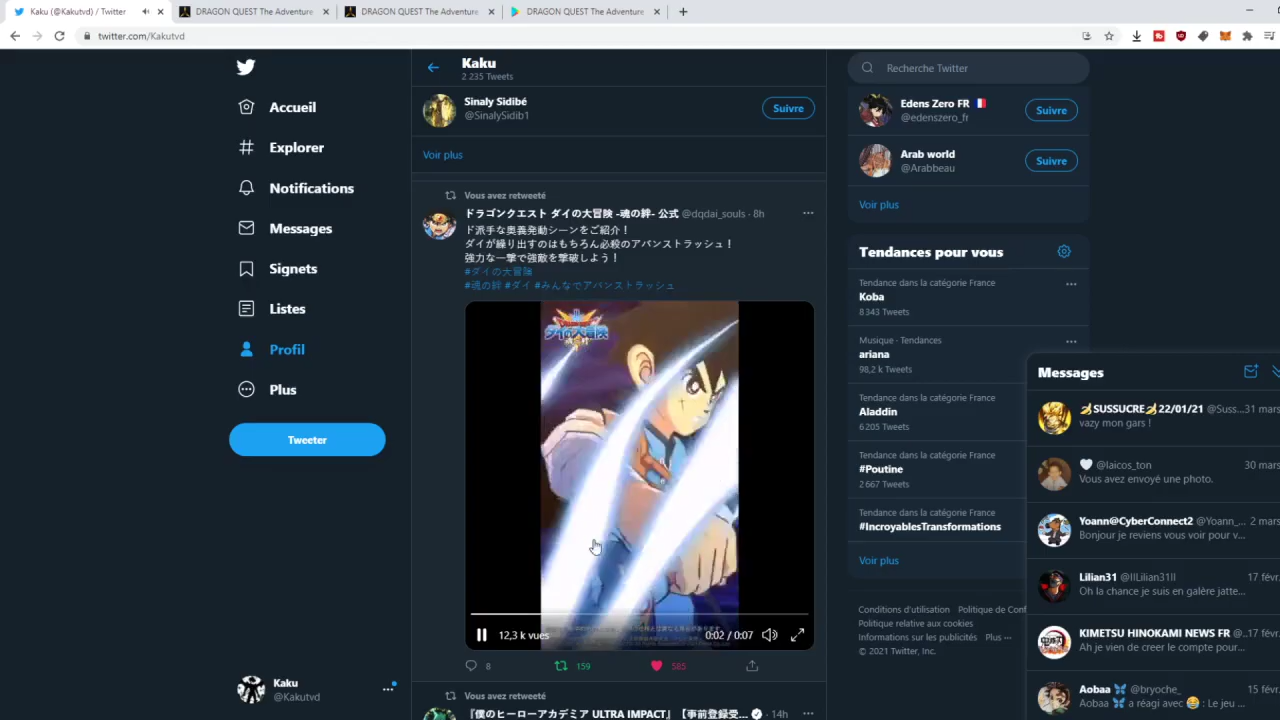 Kaku (@Kakutvd) / Twitter
DRAGON QUEST The Adventure
DRAGON QUEST The Adventure
DRAGON QUEST The Adventure
twitter.com/Kakutvd
Accueil
Explorer
Notifications
Messages
Signets
Listes
Profil
Plus
Tweeter
Kaku
@Kakutvd
Kaku
2 235 Tweets
Sinaly Sidibé
@SinalySidib1
Suivre
Voir plus
Vous avez retweeté
ドラゴンクエスト ダイの大冒険 -魂の絆- 公式 @dqdai_souls · 8h
ド派手な奥義発動シーンをご紹介！
ダイが繰り出すのはもちろん必殺のアバンストラッシュ！
強力な一撃で強敵を撃破しよう！
#ダイの大冒険
#魂の絆 #ダイ #みんなでアバンストラッシュ
ダイの大冒険
12,3 k vues
0:02 / 0:07
8
159
585
Vous avez retweeté
『僕のヒーローアカデミア ULTRA IMPACT』【事前登録受... · 14h
Recherche Twitter
Edens Zero FR
@edenszero_fr
Suivre
Arab world
@Arabbeau
Suivre
Voir plus
Tendances pour vous
Tendance dans la catégorie France
Koba
8 343 Tweets
Musique · Tendances
ariana
98,2 k Tweets
Tendance dans la catégorie France
Aladdin
6 205 Tweets
Tendance dans la catégorie France
#Poutine
2 667 Tweets
Tendance dans la catégorie France
#IncroyablesTransformations
Voir plus
Conditions d'utilisation Politique de Conf
Politique relative aux cookies
Informations sur les publicités Plus ···
© 2021 Twitter, Inc.
Messages
🍌SUSSUCRE🍌22/01/21 @Suss... 31 mars
vazy mon gars !
🤍 @laicos_ton 30 mars
Vous avez envoyé une photo.
Yoann@CyberConnect2 @Yoann_... 2 mars
Bonjour je reviens vous voir pour v...
Lilian31 @IlLilian31Il 17 févr.
Oh la chance je suis en galère jatte...
KIMETSU HINOKAMI NEWS FR @... 17 févr.
Ah je vien de creer le compte pour...
Aobaa 🦋 @bryoche_ 15 févr.
Aobaa 🦋 a réagi avec 😂 : Le jeu ...